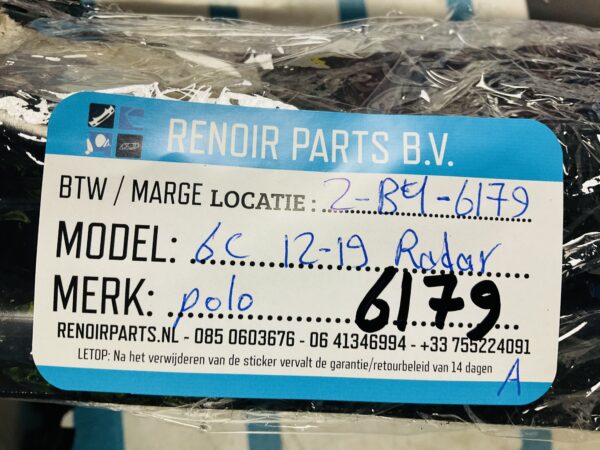 RENOIR PARTS B.V.
BTW / MARGE LOCATIE: 2-BH-6179
MODEL: 6C 12-19 Radar
MERK: polo 6179
RENOIRPARTS.NL - 085 0603676 - 06 41346994 - +33 755224091
LETOP: Na het verwijderen van de sticker vervalt de garantie/retourbeleid van 14 dagen
A